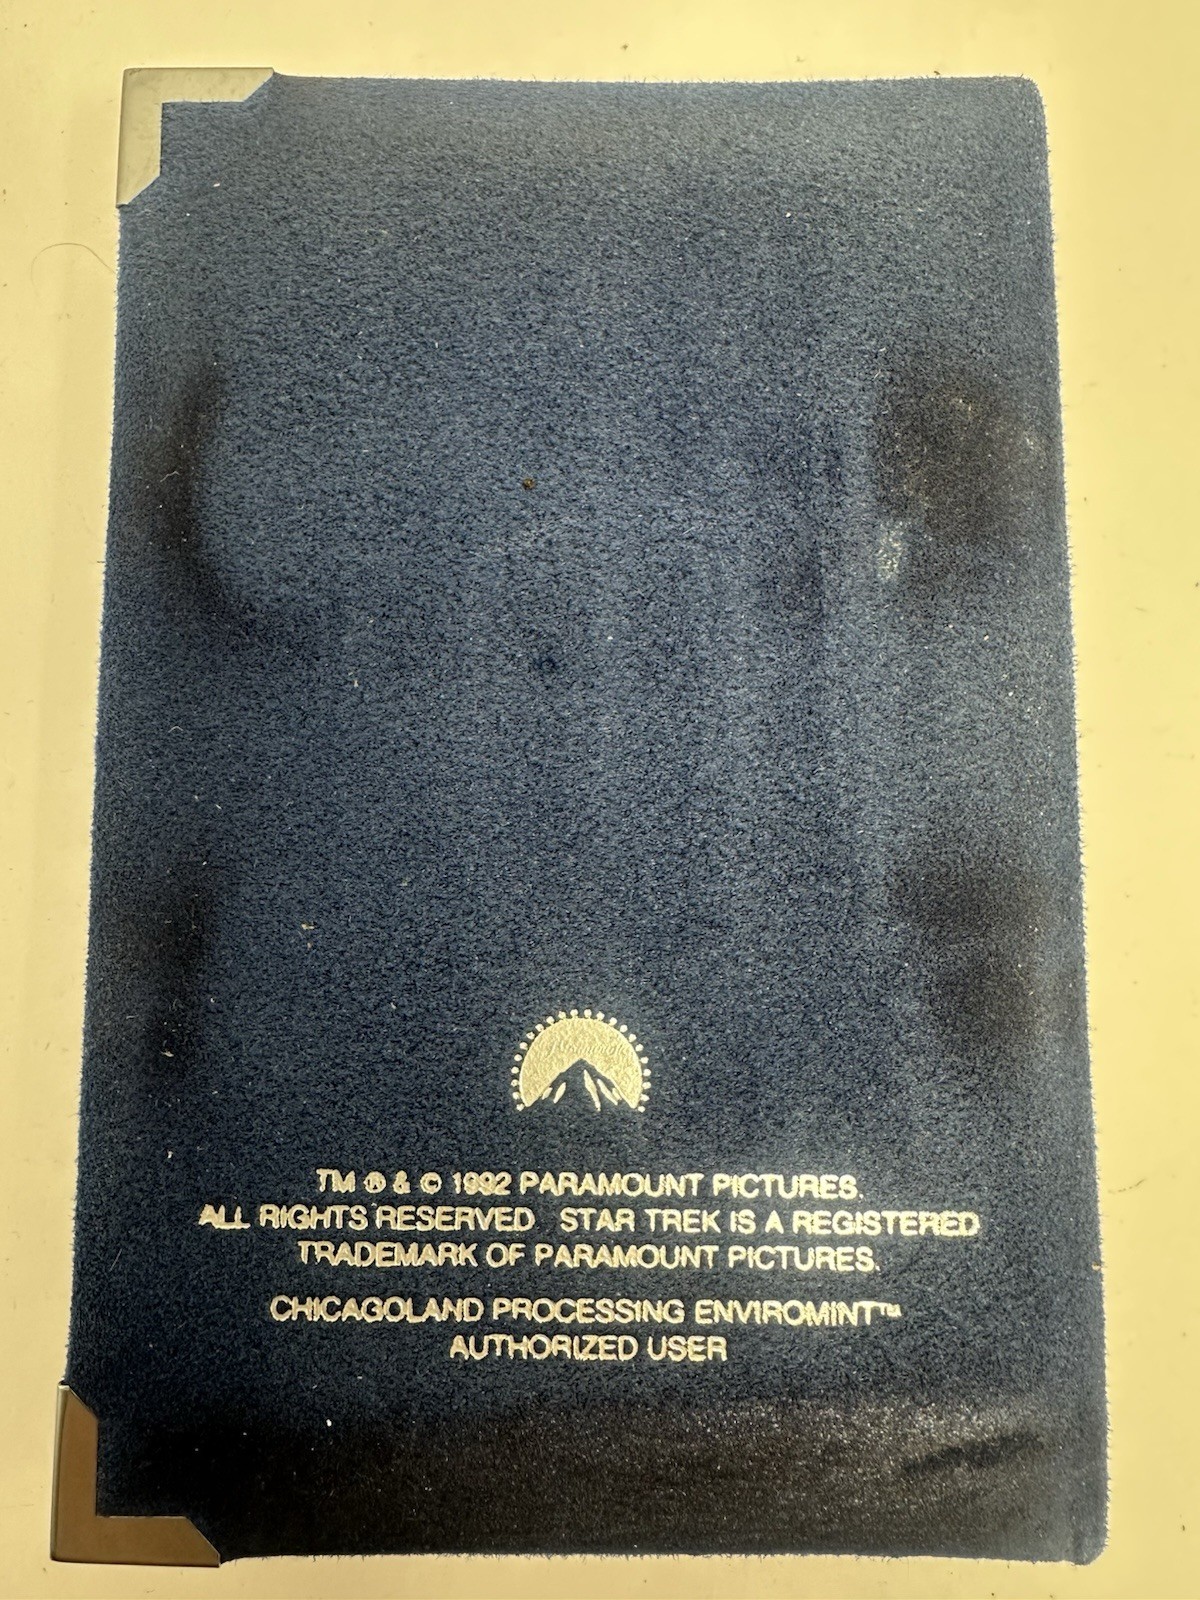 TM ® & © 1992 PARAMOUNT PICTURES.
ALL RIGHTS RESERVED STAR TREK IS A REGISTERED
TRADEMARK OF PARAMOUNT PICTURES.
CHICAGOLAND PROCESSING ENVIROMINT™
AUTHORIZED USER